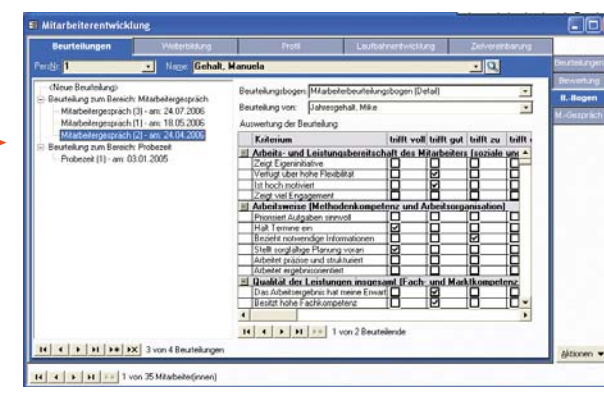 Mitarbeiterentwicklung
Beurteilungen Weiterbildung Profil Laufbahnentwicklung Zielvereinbarung
Pers.Nr: 1 Name: Gehalt, Manuela
<Neue Beurteilung>
Beurteilung zum Bereich: Mitarbeitergespräch
Mitarbeitergespräch (3) - am: 24.07.2006
Mitarbeitergespräch (1) - am: 18.05.2006
Mitarbeitergespräch (2) - am: 24.04.2006
Beurteilung zum Bereich: Probezeit
Probezeit (1) - am: 03.01.2005
3 von 4 Beurteilungen
Beurteilungsbogen: Mitarbeiterbeurteilungsbogen (Detail)
Beurteilung von: Jahresgehalt, Mike
Auswertung der Beurteilung
Kriterium trifft voll trifft gut trifft zu trifft
Arbeits- und Leistungsbereitschaft des Mitarbeiters (soziale und
Zeigt Eigeninitiative
Verfügt über hohe Flexibilität
Ist hoch motiviert
Zeigt viel Engagement
Arbeitsweise (Methodenkompetenz und Arbeitsorganisation)
Priorisiert Aufgaben sinnvoll
Hält Termine ein
Bezieht notwendige Informationen
Stellt sorgfältige Planung voran
Arbeitet präzise und strukturiert
Arbeitet ergebnisorientiert
Qualität der Leistungen insgesamt (Fach- und Marktkompetenz
Das Arbeitsergebnis hat meine Erwart
Besitzt hohe Fachkompetenz
1 von 2 Beurteilende
Beurteilungen
Bewertung
B.-Bogen
M.-Gespräch
Aktionen
1 von 35 Mitarbeiter(innen)